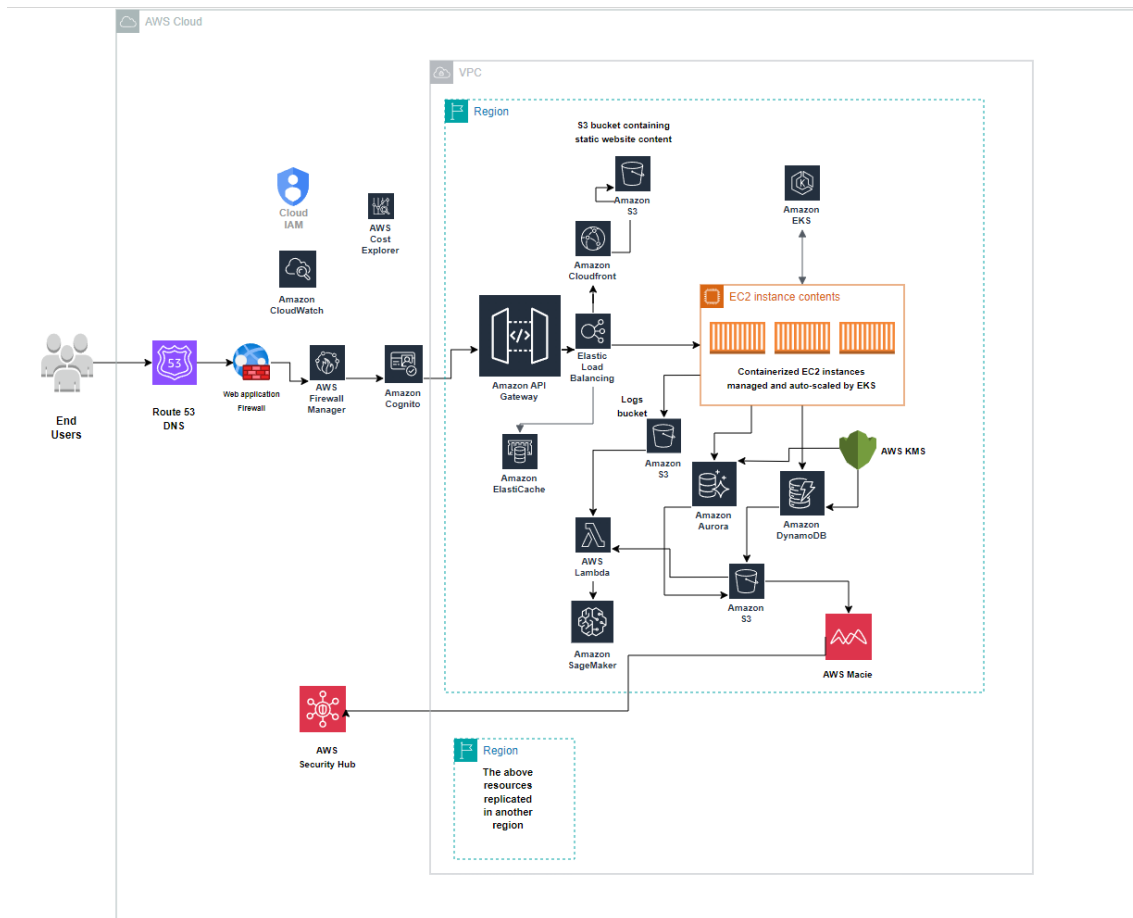 AWS Cloud
VPC
Region
S3 bucket containing
static website content
Amazon
S3
Cloud
IAM
AWS
Cost
Explorer
Amazon
CloudWatch
Amazon
EKS
Amazon
Cloudfront
EC2 instance contents
Containerized EC2 instances
managed and auto-scaled by EKS
End
Users
53
Route 53
DNS
Web application
Firewall
AWS
Firewall
Manager
Amazon
Cognito
</>
Amazon API
Gateway
Elastic
Load
Balancing
Logs
bucket
Amazon
S3
Amazon
ElastiCache
K
AWS KMS
Amazon
Aurora
Amazon
DynamoDB
AWS
Lambda
Amazon
S3
Amazon
SageMaker
AWS Macie
AWS
Security Hub
Region
The above
resources
replicated
in another
region